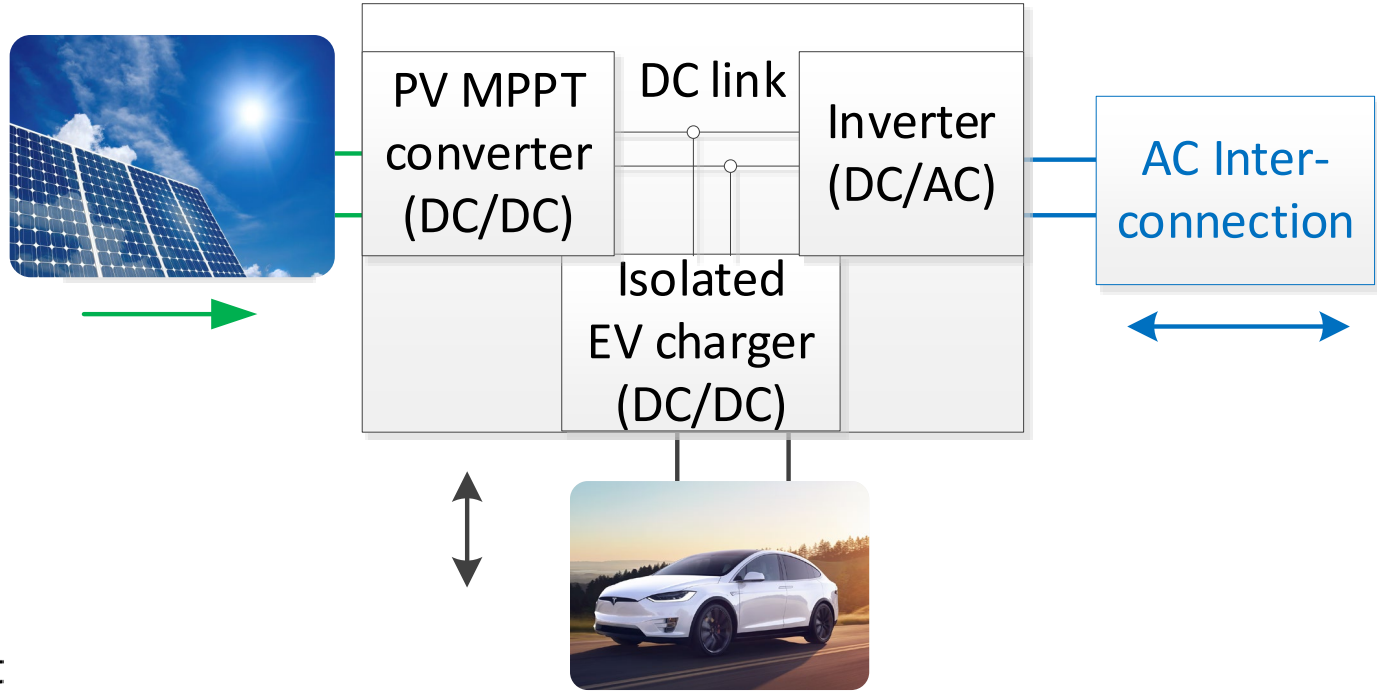 PV MPPT
converter
(DC/DC)
DC link
Inverter
(DC/AC)
AC Inter-
connection
Isolated
EV charger
(DC/DC)